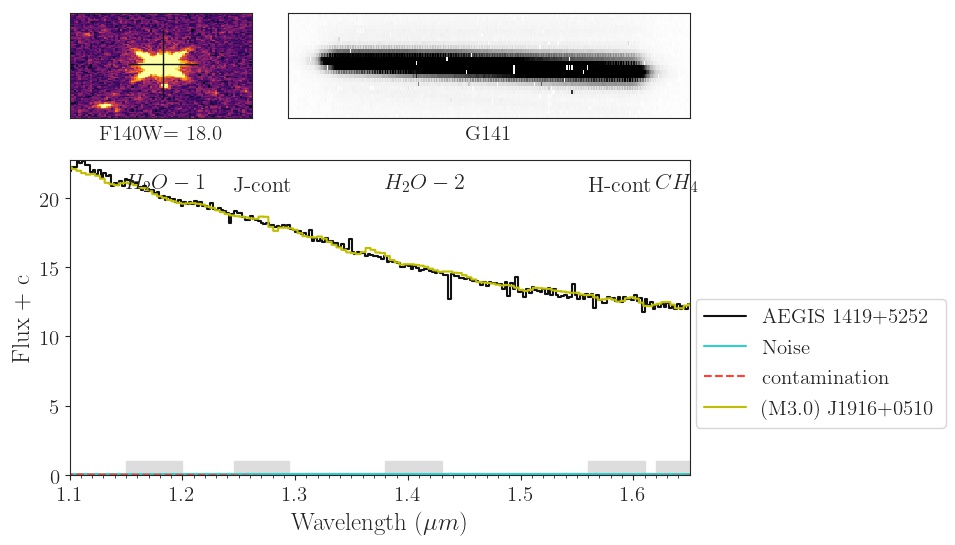 F140W= 18.0
G141
H₂O − 1
J-cont
H₂O − 2
H-cont
CH₄
20
15
10
5
0
Flux + c
1.1
1.2
1.3
1.4
1.5
1.6
Wavelength (μm)
AEGIS 1419+5252
Noise
contamination
(M3.0) J1916+0510